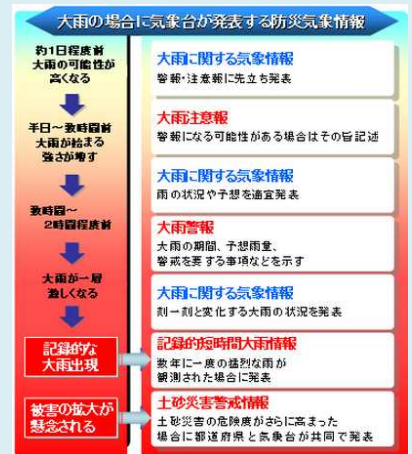 大雨の場合に気象台が発表する防災気象情報
約1日程度前
大雨の可能性が
高くなる
大雨に関する気象情報
警報・注意報に先立ち発表
半日～数時間前
大雨が始まる
強さが増す
大雨注意報
警報になる可能性がある場合はその旨記述
大雨に関する気象情報
雨の状況や予想を適宜発表
数時間～
2時間程度前
大雨警報
大雨の期間、予想雨量、
警戒を要する事項などを示す
大雨が一層
激しくなる
大雨に関する気象情報
刻一刻と変化する大雨の状況を発表
記録的な
大雨出現
記録的短時間大雨情報
数年に一度の猛烈な雨が
観測された場合に発表
被害の拡大が
懸念される
土砂災害警戒情報
土砂災害の危険度がさらに高まった
場合に都道府県と気象台が共同で発表